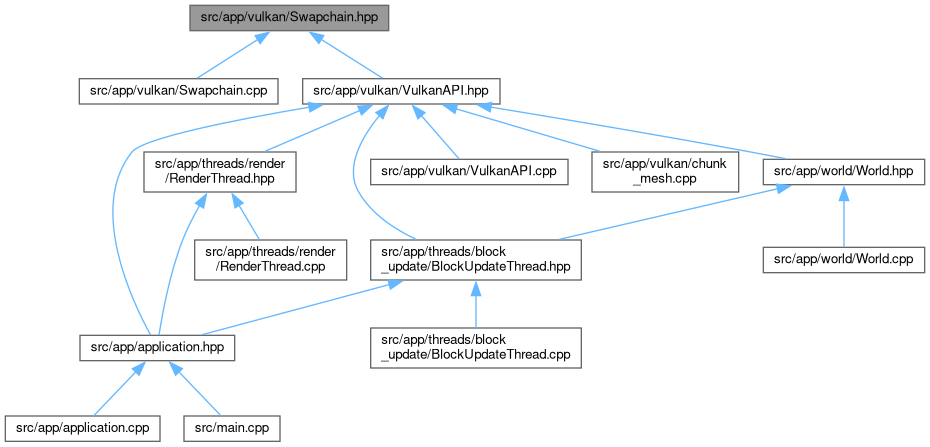 src/app/vulkan/Swapchain.hpp
src/app/vulkan/Swapchain.cpp
src/app/vulkan/VulkanAPI.hpp
src/app/threads/render
/RenderThread.hpp
src/app/vulkan/VulkanAPI.cpp
src/app/vulkan/chunk
_mesh.cpp
src/app/world/World.hpp
src/app/threads/render
/RenderThread.cpp
src/app/threads/block
_update/BlockUpdateThread.hpp
src/app/world/World.cpp
src/app/application.hpp
src/app/threads/block
_update/BlockUpdateThread.cpp
src/app/application.cpp
src/main.cpp